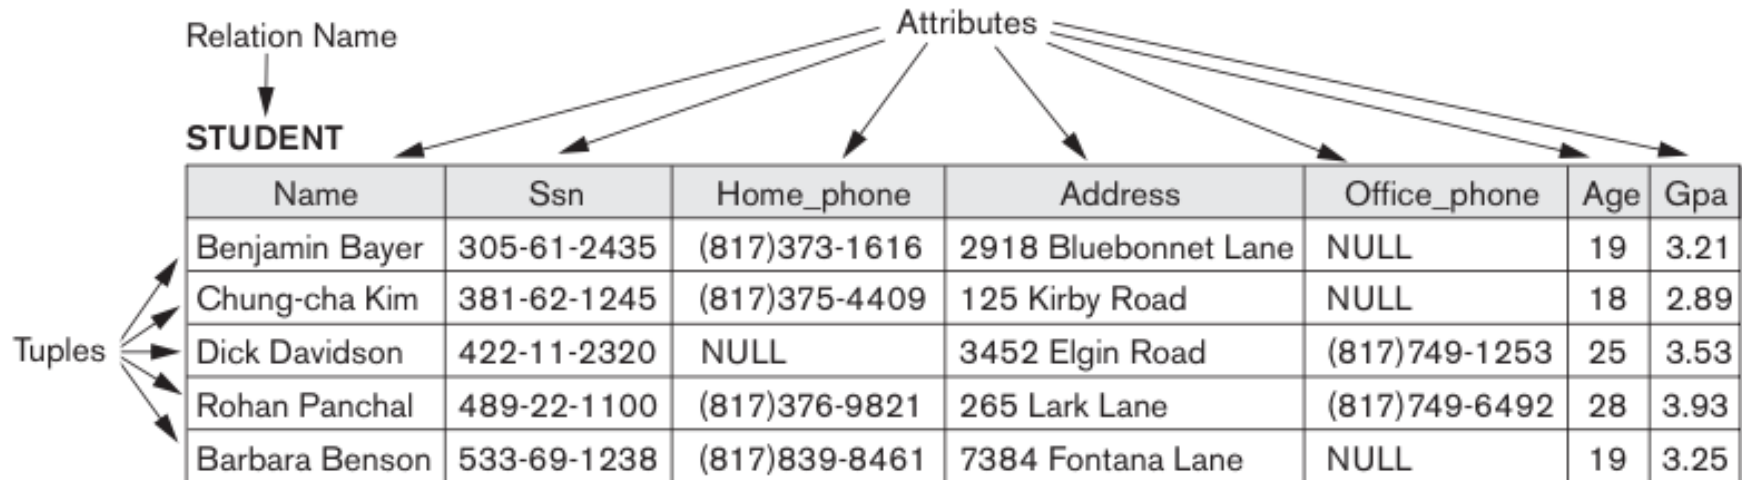 Attributes
Relation Name
STUDENT
Name Ssn Home_phone Address Office_phone Age Gpa
Benjamin Bayer 305-61-2435 (817)373-1616 2918 Bluebonnet Lane NULL 19 3.21
Chung-cha Kim 381-62-1245 (817)375-4409 125 Kirby Road NULL 18 2.89
Tuples Dick Davidson 422-11-2320 NULL 3452 Elgin Road (817)749-1253 25 3.53
Rohan Panchal 489-22-1100 (817)376-9821 265 Lark Lane (817)749-6492 28 3.93
Barbara Benson 533-69-1238 (817)839-8461 7384 Fontana Lane NULL 19 3.25